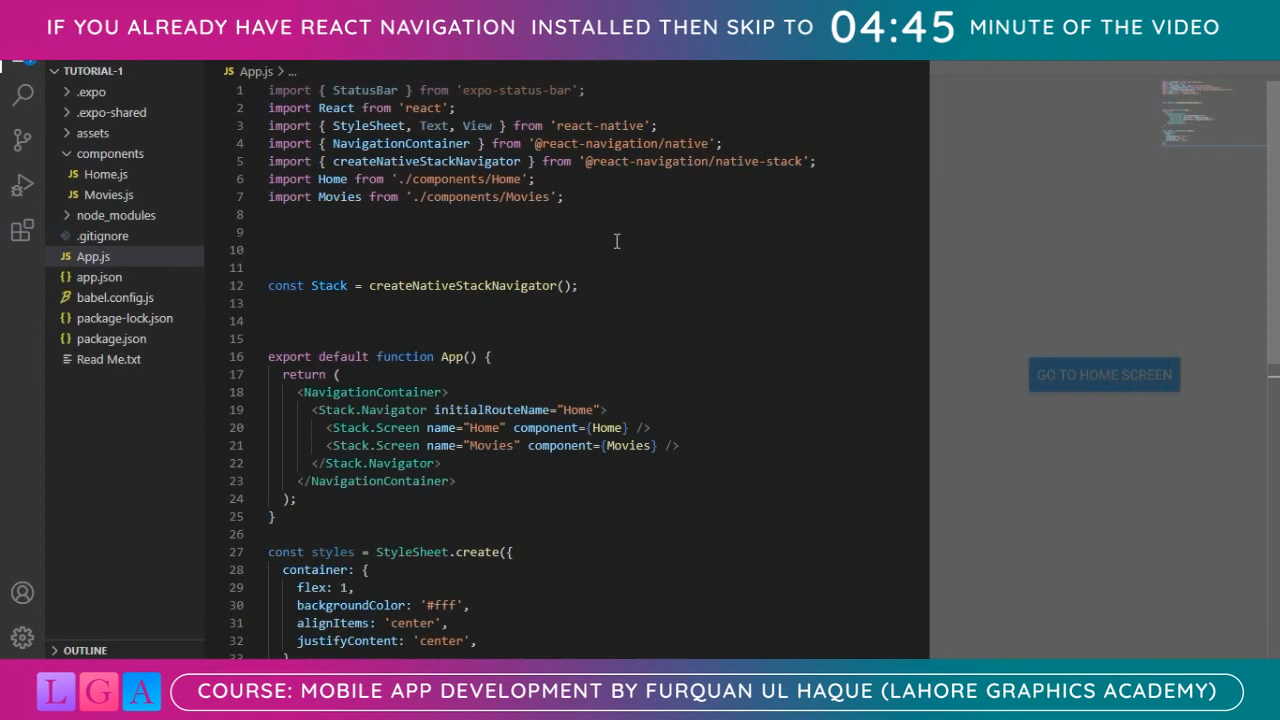 IF YOU ALREADY HAVE REACT NAVIGATION INSTALLED THEN SKIP TO 04:45 MINUTE OF THE VIDEO
TUTORIAL-1
.expo
.expo-shared
assets
components
JS Home.js
JS Movies.js
node_modules
.gitignore
JS App.js
{} app.json
babel.config.js
{} package-lock.json
{} package.json
Read Me.txt
OUTLINE
JS App.js > ...
1 import { StatusBar } from 'expo-status-bar';
2 import React from 'react';
3 import { StyleSheet, Text, View } from 'react-native';
4 import { NavigationContainer } from '@react-navigation/native';
5 import { createNativeStackNavigator } from '@react-navigation/native-stack';
6 import Home from './components/Home';
7 import Movies from './components/Movies';
8
9
10
11
12 const Stack = createNativeStackNavigator();
13
14
15
16 export default function App() {
17 return (
18 <NavigationContainer>
19 <Stack.Navigator initialRouteName="Home">
20 <Stack.Screen name="Home" component={Home} />
21 <Stack.Screen name="Movies" component={Movies} />
22 </Stack.Navigator>
23 </NavigationContainer>
24 );
25 }
26
27 const styles = StyleSheet.create({
28 container: {
29 flex: 1,
30 backgroundColor: '#fff',
31 alignItems: 'center',
32 justifyContent: 'center',
GO TO HOME SCREEN
LGA
COURSE: MOBILE APP DEVELOPMENT BY FURQUAN UL HAQUE (LAHORE GRAPHICS ACADEMY)